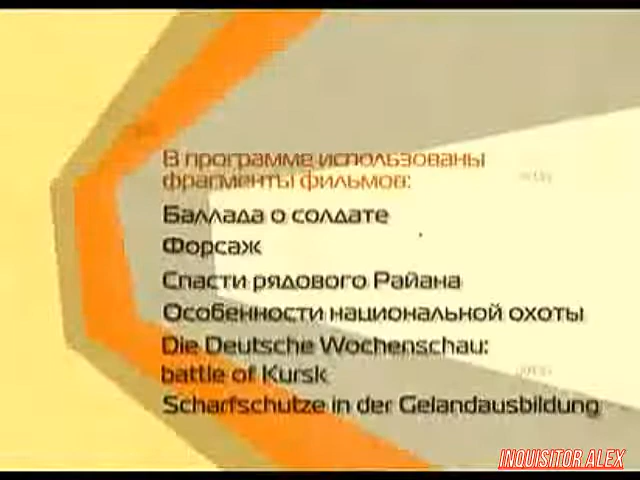 В программе использованы
фрагменты фильмов:
Баллада о солдате
Форсаж
Спасти рядового Райана
Особенности национальной охоты
Die Deutsche Wochenschau:
battle of Kursk
Scharfschutze in der Gelandausbildung
INQUISITOR ALEX